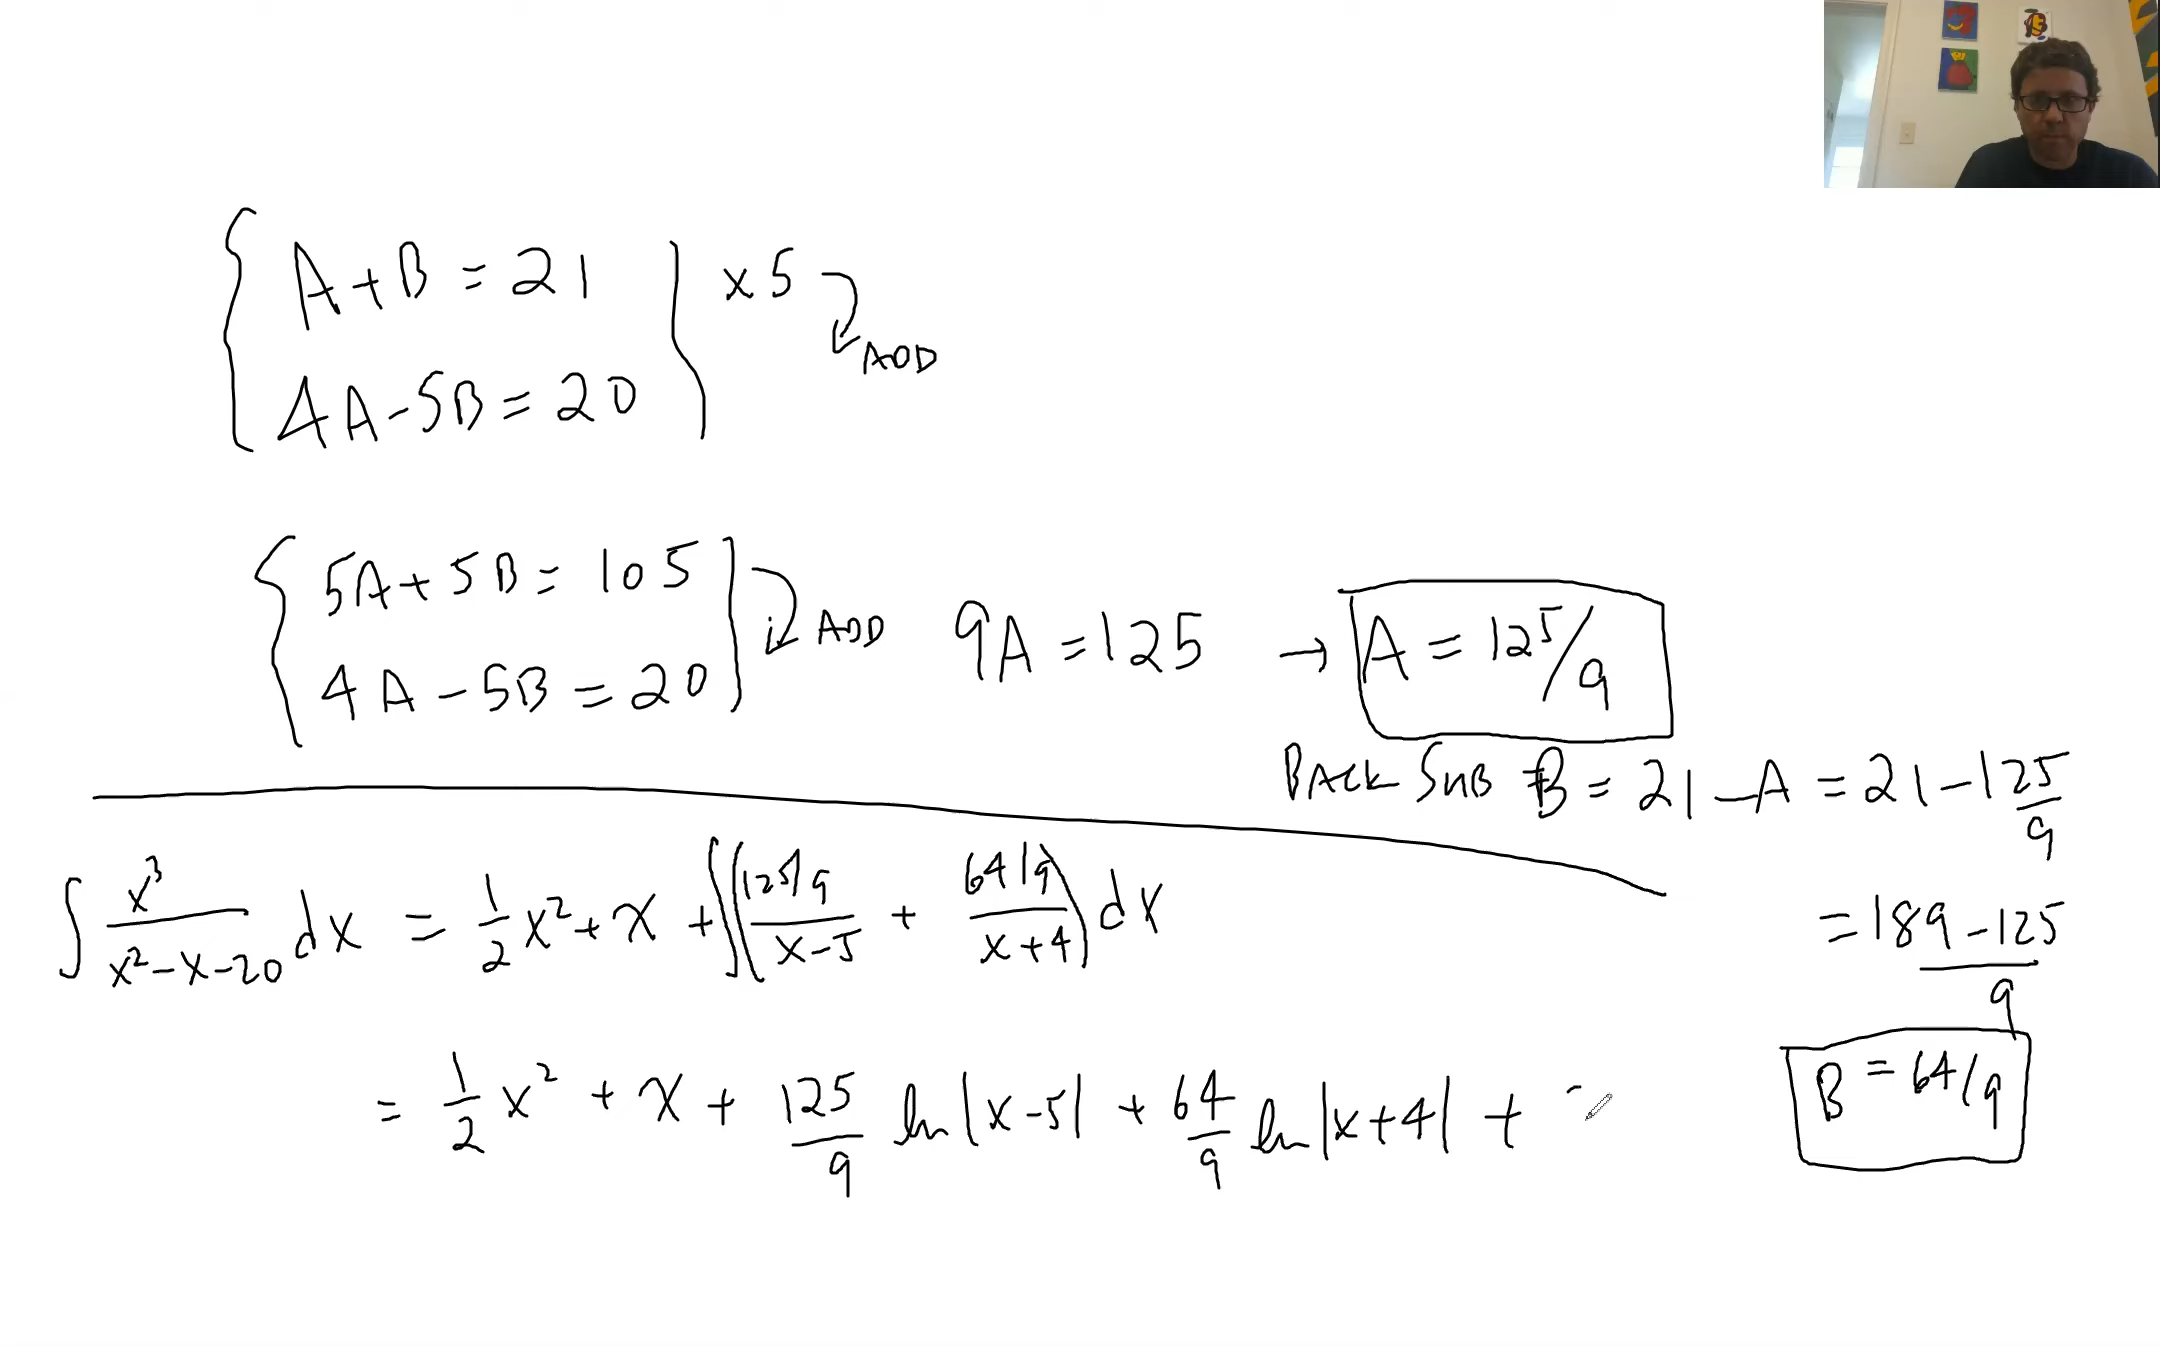 A+B = 21 x5
4A-5B = 20 ADD
5A+5B = 105
4A-5B = 20 ADD 9A = 125 → A = 125/9
BACK SUB B = 21-A = 21-125/9
= 189-125/9
B = 64/9
∫ x³/x²-x-20 dx = 1/2 x² + x + ∫(125/9/x-5 + 64/9/x+4) dx
= 1/2 x² + x + 125/9 ln|x-5| + 64/9 ln|x+4| +